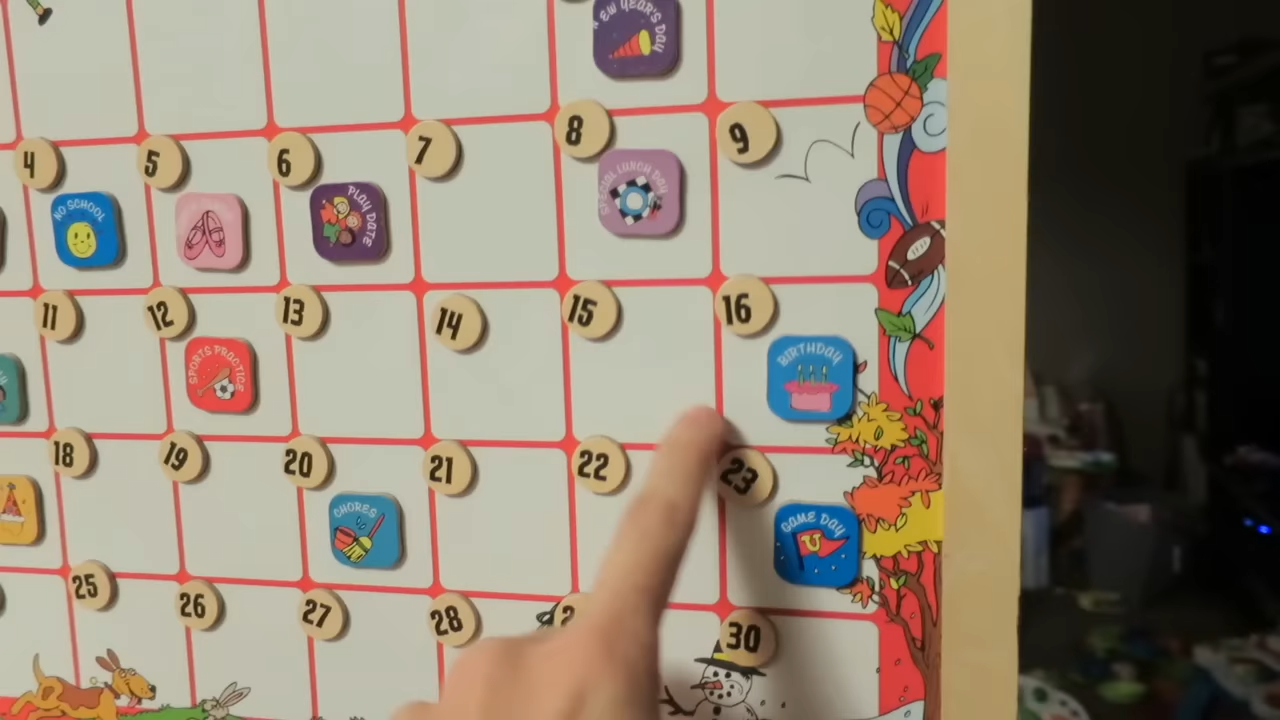 NEW YEAR'S DAY
4 5 6 7 8 9
NO SCHOOL
PLAY DATE
SPECIAL LUNCH DAY
11 12 13 14 15 16
SPORTS PRACTICE
BIRTHDAY
18 19 20 21 22 23
CHORES
GAME DAY
U
25 26 27 28 30